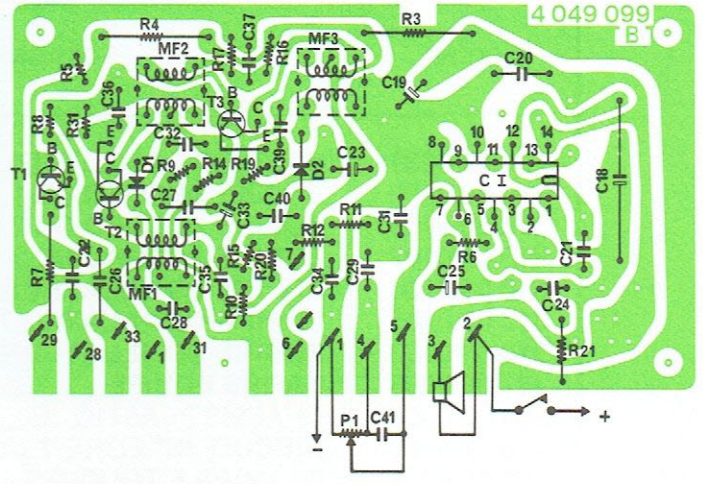 4 049 099
B
R4
R17
C37
R16
MF3
R3
MF2
R5
C36
T3
C19
C20
R8
R31
B
C
E
C32
C39
E
C
B
E
T1
C
D1
R9
R14
R19
D2
C23
8
9
10
11
12
13
14
C I
7
6
5
4
3
2
1
C18
B
C27
C33
C40
R11
C31
T2
R12
R6
C21
R7
C22
C26
MF1
C35
R15
R20
7
C34
C29
C25
C24
C28
R10
29
28
33
1
31
6
1
4
5
3
2
R21
P1
C41
-
+